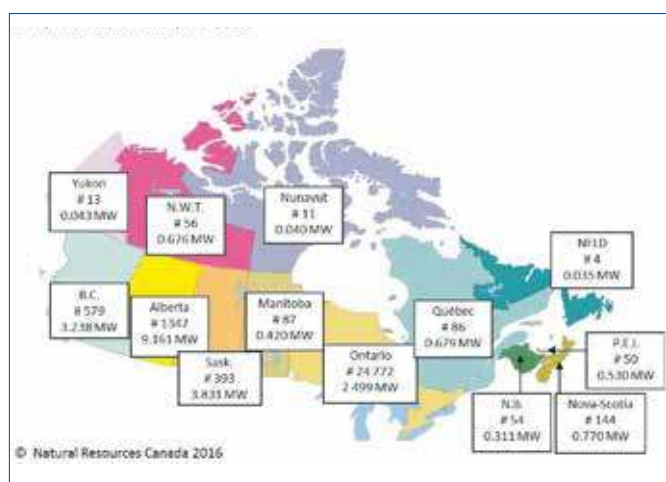 Yukon
# 13
0.043 MW
N.W.T.
# 56
0.676 MW
Nunavut
# 11
0.040 MW
NFLD
# 4
0.035 MW
B.C.
# 579
3.238 MW
Alberta
# 1347
9.161 MW
Sask.
# 393
3.831 MW
Manitoba
# 87
0.420 MW
Ontario
# 24 772
2 499 MW
Québec
# 86
0.679 MW
P.E.I.
# 50
0.530 MW
N.B.
# 54
0.311 MW
Nova-Scotia
# 144
0.770 MW
© Natural Resources Canada 2016